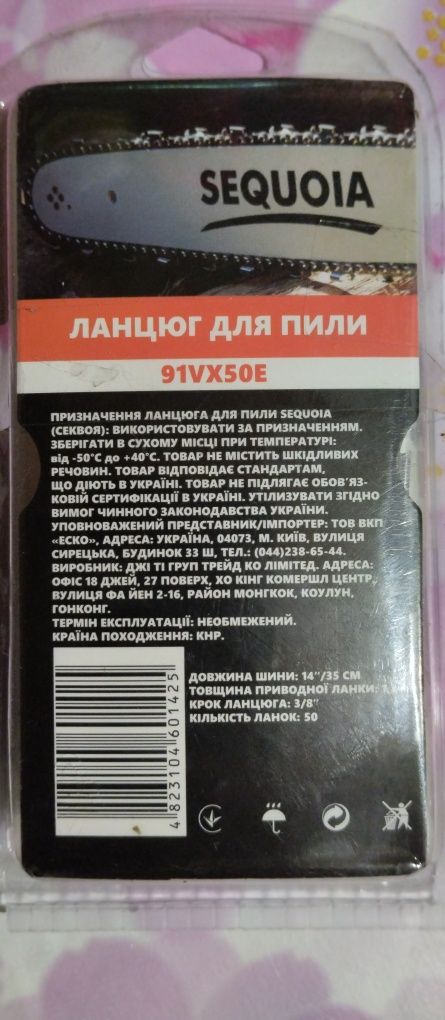 SEQUOIA
ЛАНЦЮГ ДЛЯ ПИЛИ
91VX50E
ПРИЗНАЧЕННЯ ЛАНЦЮГА ДЛЯ ПИЛИ SEQUOIA
(СЕКВОЯ): ВИКОРИСТОВУВАТИ ЗА ПРИЗНАЧЕННЯМ.
ЗБЕРІГАТИ В СУХОМУ МІСЦІ ПРИ ТЕМПЕРАТУРІ:
від -50°С до +40°С. ТОВАР НЕ МІСТИТЬ ШКІДЛИВИХ
РЕЧОВИН. ТОВАР ВІДПОВІДАЄ СТАНДАРТАМ,
ЩО ДІЮТЬ В УКРАЇНІ. ТОВАР НЕ ПІДЛЯГАЄ ОБОВ'ЯЗ-
КОВІЙ СЕРТИФІКАЦІЇ В УКРАЇНІ. УТИЛІЗУВАТИ ЗГІДНО
ВИМОГ ЧИННОГО ЗАКОНОДАВСТВА УКРАЇНИ.
УПОВНОВАЖЕНИЙ ПРЕДСТАВНИК/ІМПОРТЕР: ТОВ ВКП
«ЕСКО», АДРЕСА: УКРАЇНА, 04073, М. КИЇВ, ВУЛИЦЯ
СИРЕЦЬКА, БУДИНОК 33 Ш, ТЕЛ.: (044)238-65-44.
ВИРОБНИК: ДЖІ ТІ ГРУП ТРЕЙД КО ЛІМІТЕД. АДРЕСА:
ОФІС 18 ДЖЕЙ, 27 ПОВЕРХ, ХО КІНГ КОМЕРШЛ ЦЕНТР,
ВУЛИЦЯ ФА ЙЕН 2-16, РАЙОН МОНГКОК, КОУЛУН,
ГОНКОНГ.
ТЕРМІН ЕКСПЛУАТАЦІЇ: НЕОБМЕЖЕНИЙ.
КРАЇНА ПОХОДЖЕННЯ: КНР.
ДОВЖИНА ШИНИ: 14"/35 СМ
ТОВЩИНА ПРИВОДНОЇ ЛАНКИ:
КРОК ЛАНЦЮГА: 3/8"
КІЛЬКІСТЬ ЛАНОК: 50
4 823104 601425